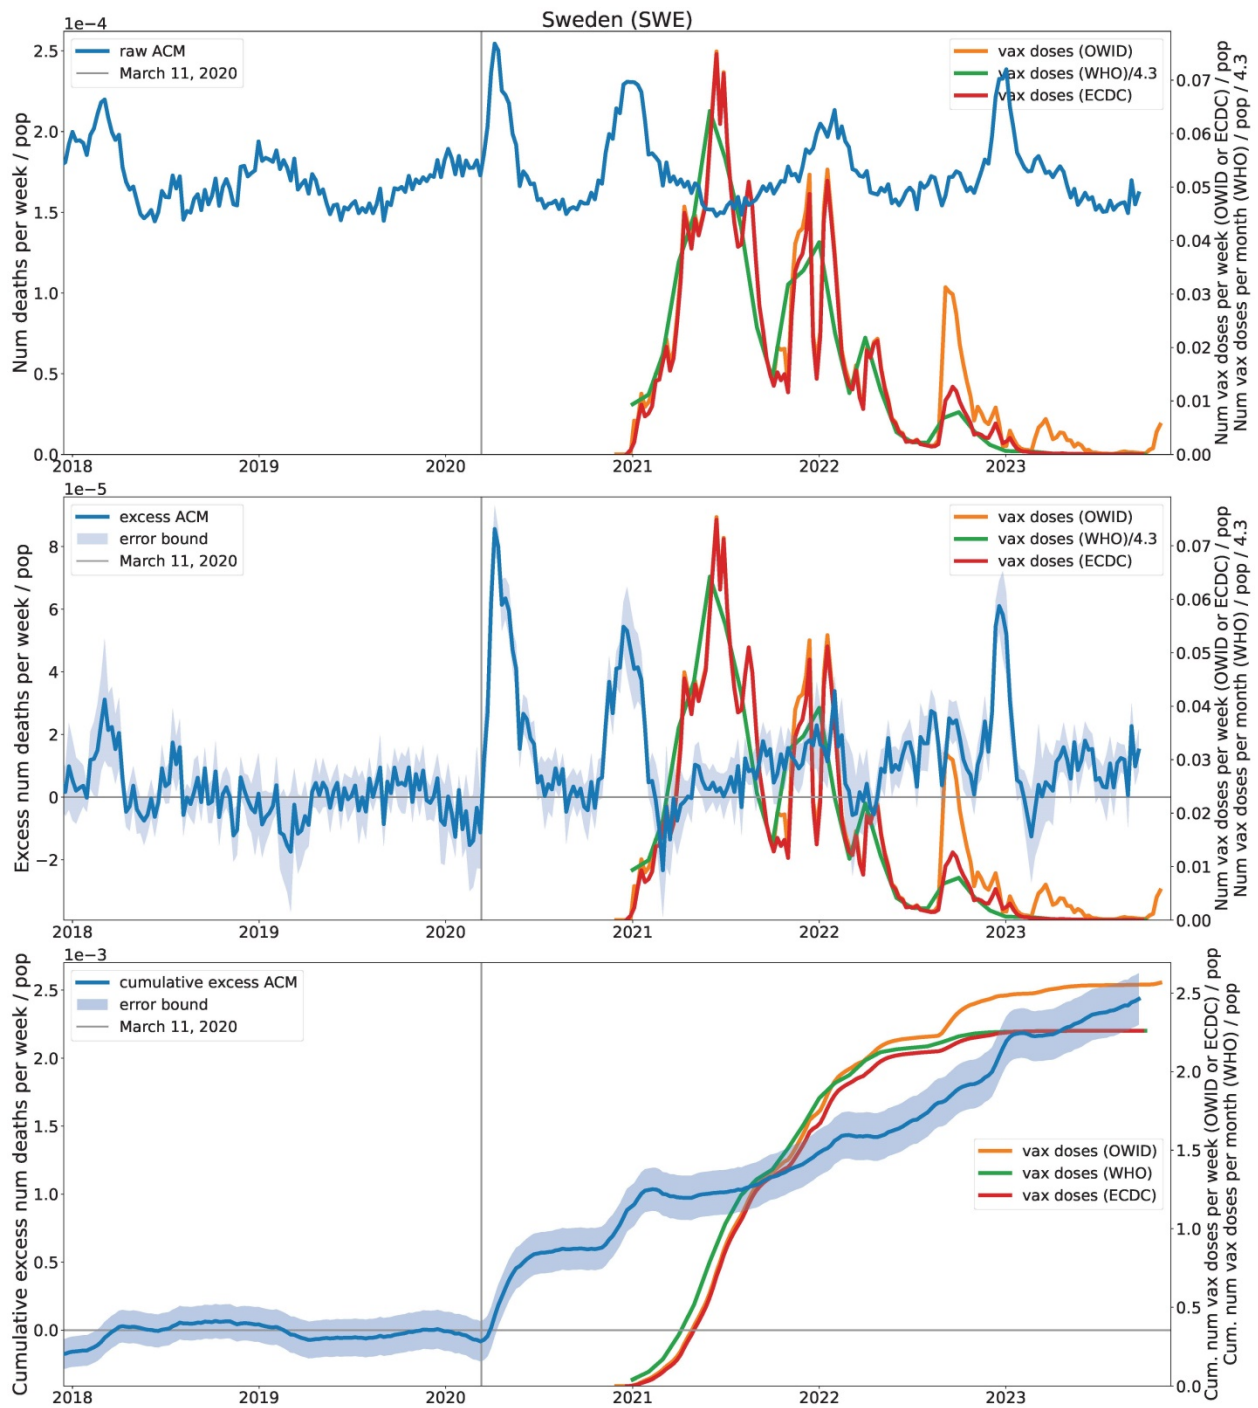 Sweden (SWE)
1e−4
raw ACM
March 11, 2020
vax doses (OWID)
vax doses (WHO)/4.3
vax doses (ECDC)
Num deaths per week / pop
2.5
2.0
1.5
1.0
0.5
0.0
0.07
0.06
0.05
0.04
0.03
0.02
0.01
0.00
Num vax doses per week (OWID or ECDC) / pop
Num vax doses per month (WHO) / pop / 4.3
2018 2019 2020 2021 2022 2023
1e−5
excess ACM
error bound
March 11, 2020
vax doses (OWID)
vax doses (WHO)/4.3
vax doses (ECDC)
Excess num deaths per week / pop
8
6
4
2
0
−2
0.07
0.06
0.05
0.04
0.03
0.02
0.01
0.00
Num vax doses per week (OWID or ECDC) / pop
Num vax doses per month (WHO) / pop / 4.3
2018 2019 2020 2021 2022 2023
1e−3
cumulative excess ACM
error bound
March 11, 2020
vax doses (OWID)
vax doses (WHO)
vax doses (ECDC)
Cumulative excess num deaths per week / pop
2.5
2.0
1.5
1.0
0.5
0.0
2.5
2.0
1.5
1.0
0.5
0.0
Cum. num vax doses per week (OWID or ECDC) / pop
Cum. num vax doses per month (WHO) / pop
2018 2019 2020 2021 2022 2023